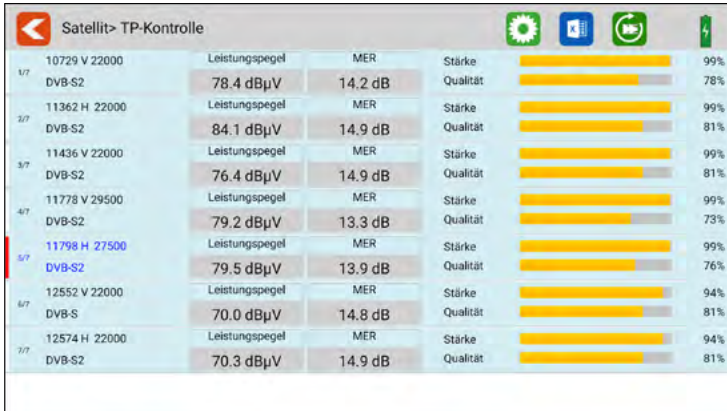 Satellit> TP-Kontrolle
1/7 10729 V 22000 Leistungspegel MER Stärke 99%
DVB-S2 78.4 dBµV 14.2 dB Qualität 78%
2/7 11362 H 22000 Leistungspegel MER Stärke 99%
DVB-S2 84.1 dBµV 14.9 dB Qualität 81%
3/7 11436 V 22000 Leistungspegel MER Stärke 99%
DVB-S2 76.4 dBµV 14.9 dB Qualität 81%
4/7 11778 V 29500 Leistungspegel MER Stärke 99%
DVB-S2 79.2 dBµV 13.3 dB Qualität 73%
5/7 11798 H 27500 Leistungspegel MER Stärke 99%
DVB-S2 79.5 dBµV 13.9 dB Qualität 76%
6/7 12552 V 22000 Leistungspegel MER Stärke 94%
DVB-S 70.0 dBµV 14.8 dB Qualität 81%
7/7 12574 H 22000 Leistungspegel MER Stärke 94%
DVB-S2 70.3 dBµV 14.9 dB Qualität 81%